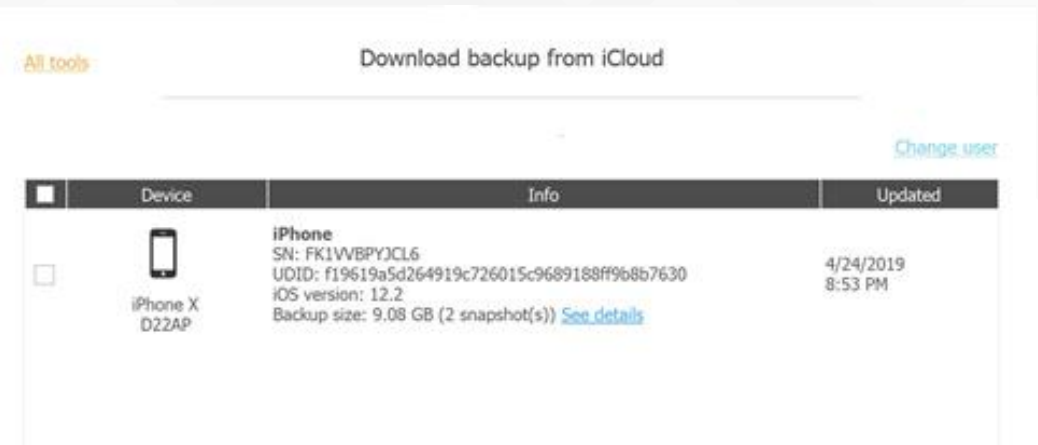 All tools
Download backup from iCloud
Change user
Device Info Updated
iPhone
SN: FK1VVBPYJCL6
UDID: f19619a5d264919c726015c9689188ff9b8b7630
iOS version: 12.2
Backup size: 9.08 GB (2 snapshot(s)) See details
iPhone X
D22AP
4/24/2019
8:53 PM